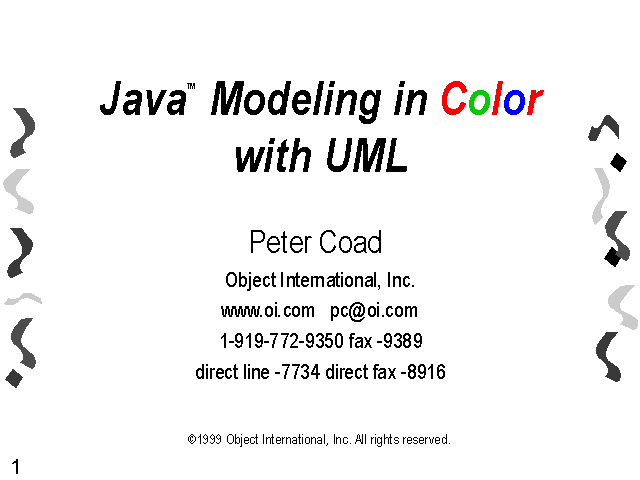 Java™ Modeling in Color
with UML
Peter Coad
Object International, Inc.
www.oi.com pc@oi.com
1-919-772-9350 fax -9389
direct line -7734 direct fax -8916
©1999 Object International, Inc. All rights reserved.
1